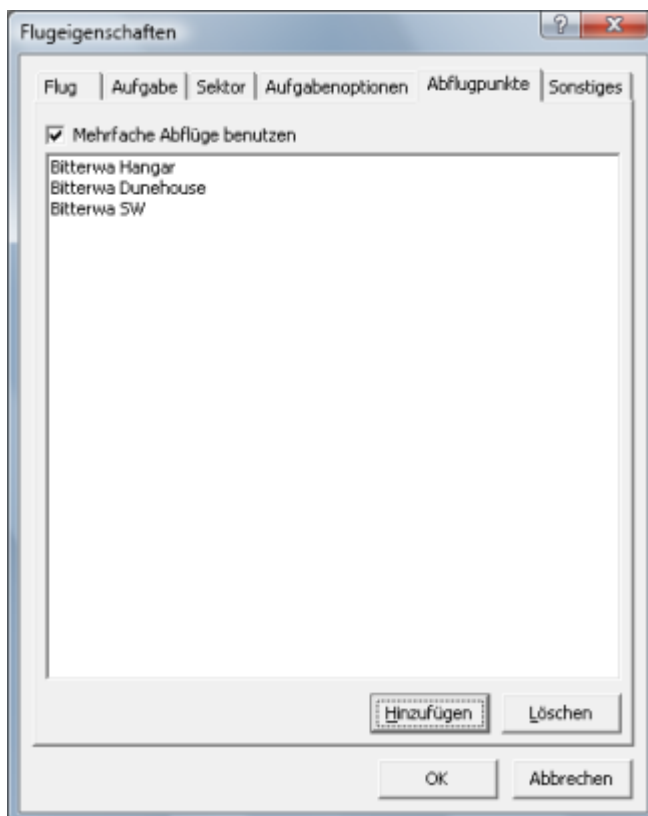 Flugeigenschaften
Flug Aufgabe Sektor Aufgabenoptionen Abflugpunkte Sonstiges
Mehrfache Abflüge benutzen
Bitterwa Hangar
Bitterwa Dunehouse
Bitterwa SW
Hinzufügen Löschen
OK Abbrechen